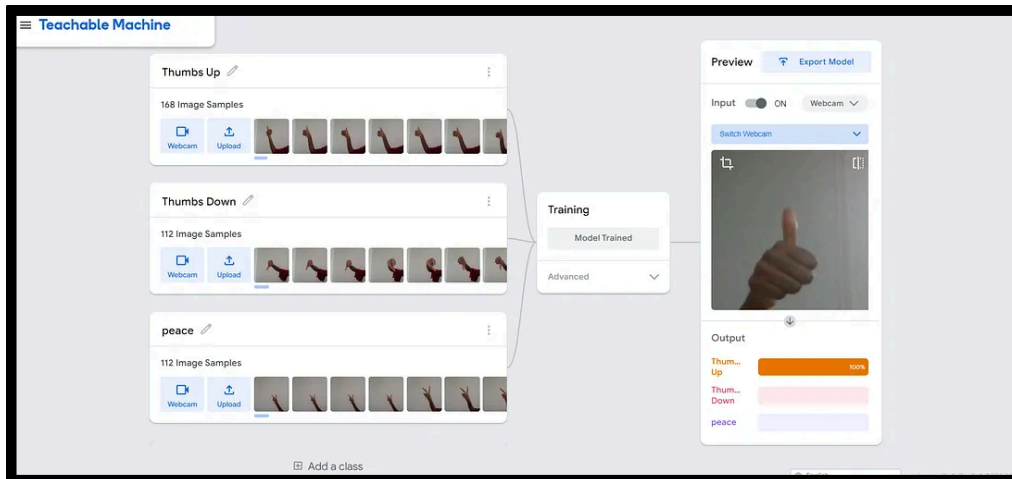 Teachable Machine
Thumbs Up
168 Image Samples
Webcam
Upload
Thumbs Down
112 Image Samples
Webcam
Upload
peace
112 Image Samples
Webcam
Upload
Add a class
Training
Model Trained
Advanced
Preview
Export Model
Input
ON
Webcam
Switch Webcam
Output
Thum...
Up
100%
Thum...
Down
peace